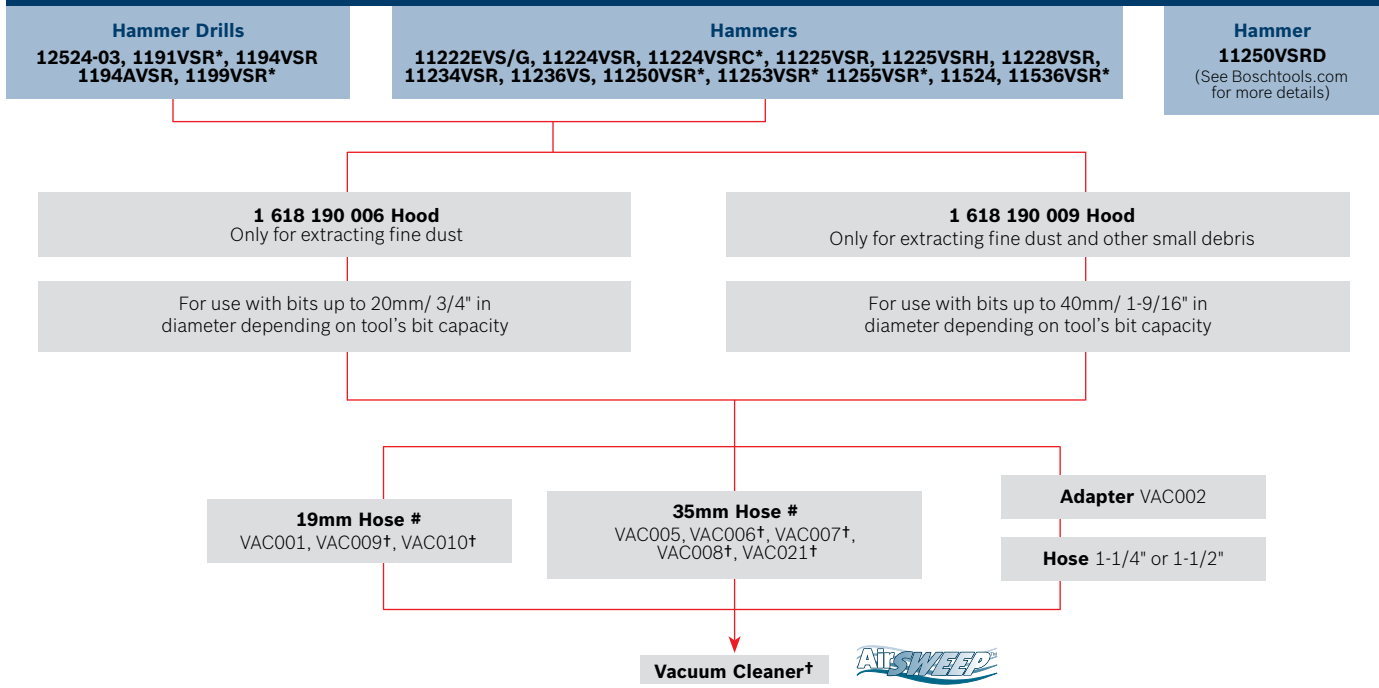 Hammer Drills
12524-03, 1191VSR*, 1194VSR
1194AVSR, 1199VSR*
Hammers
11222EVS/G, 11224VSR, 11224VSRC*, 11225VSR, 11225VSRH, 11228VSR,
11234VSR, 11236VS, 11250VSR*, 11253VSR* 11255VSR*, 11524, 11536VSR*
Hammer
11250VSRD
(See Boschtools.com
for more details)
1 618 190 006 Hood
Only for extracting fine dust
1 618 190 009 Hood
Only for extracting fine dust and other small debris
For use with bits up to 20mm/ 3/4" in
diameter depending on tool's bit capacity
For use with bits up to 40mm/ 1-9/16" in
diameter depending on tool's bit capacity
19mm Hose #
VAC001, VAC009†, VAC010†
35mm Hose #
VAC005, VAC006†, VAC007†,
VAC008†, VAC021†
Adapter VAC002
Hose 1-1/4" or 1-1/2"
Vacuum Cleaner†
AirSWEEP™